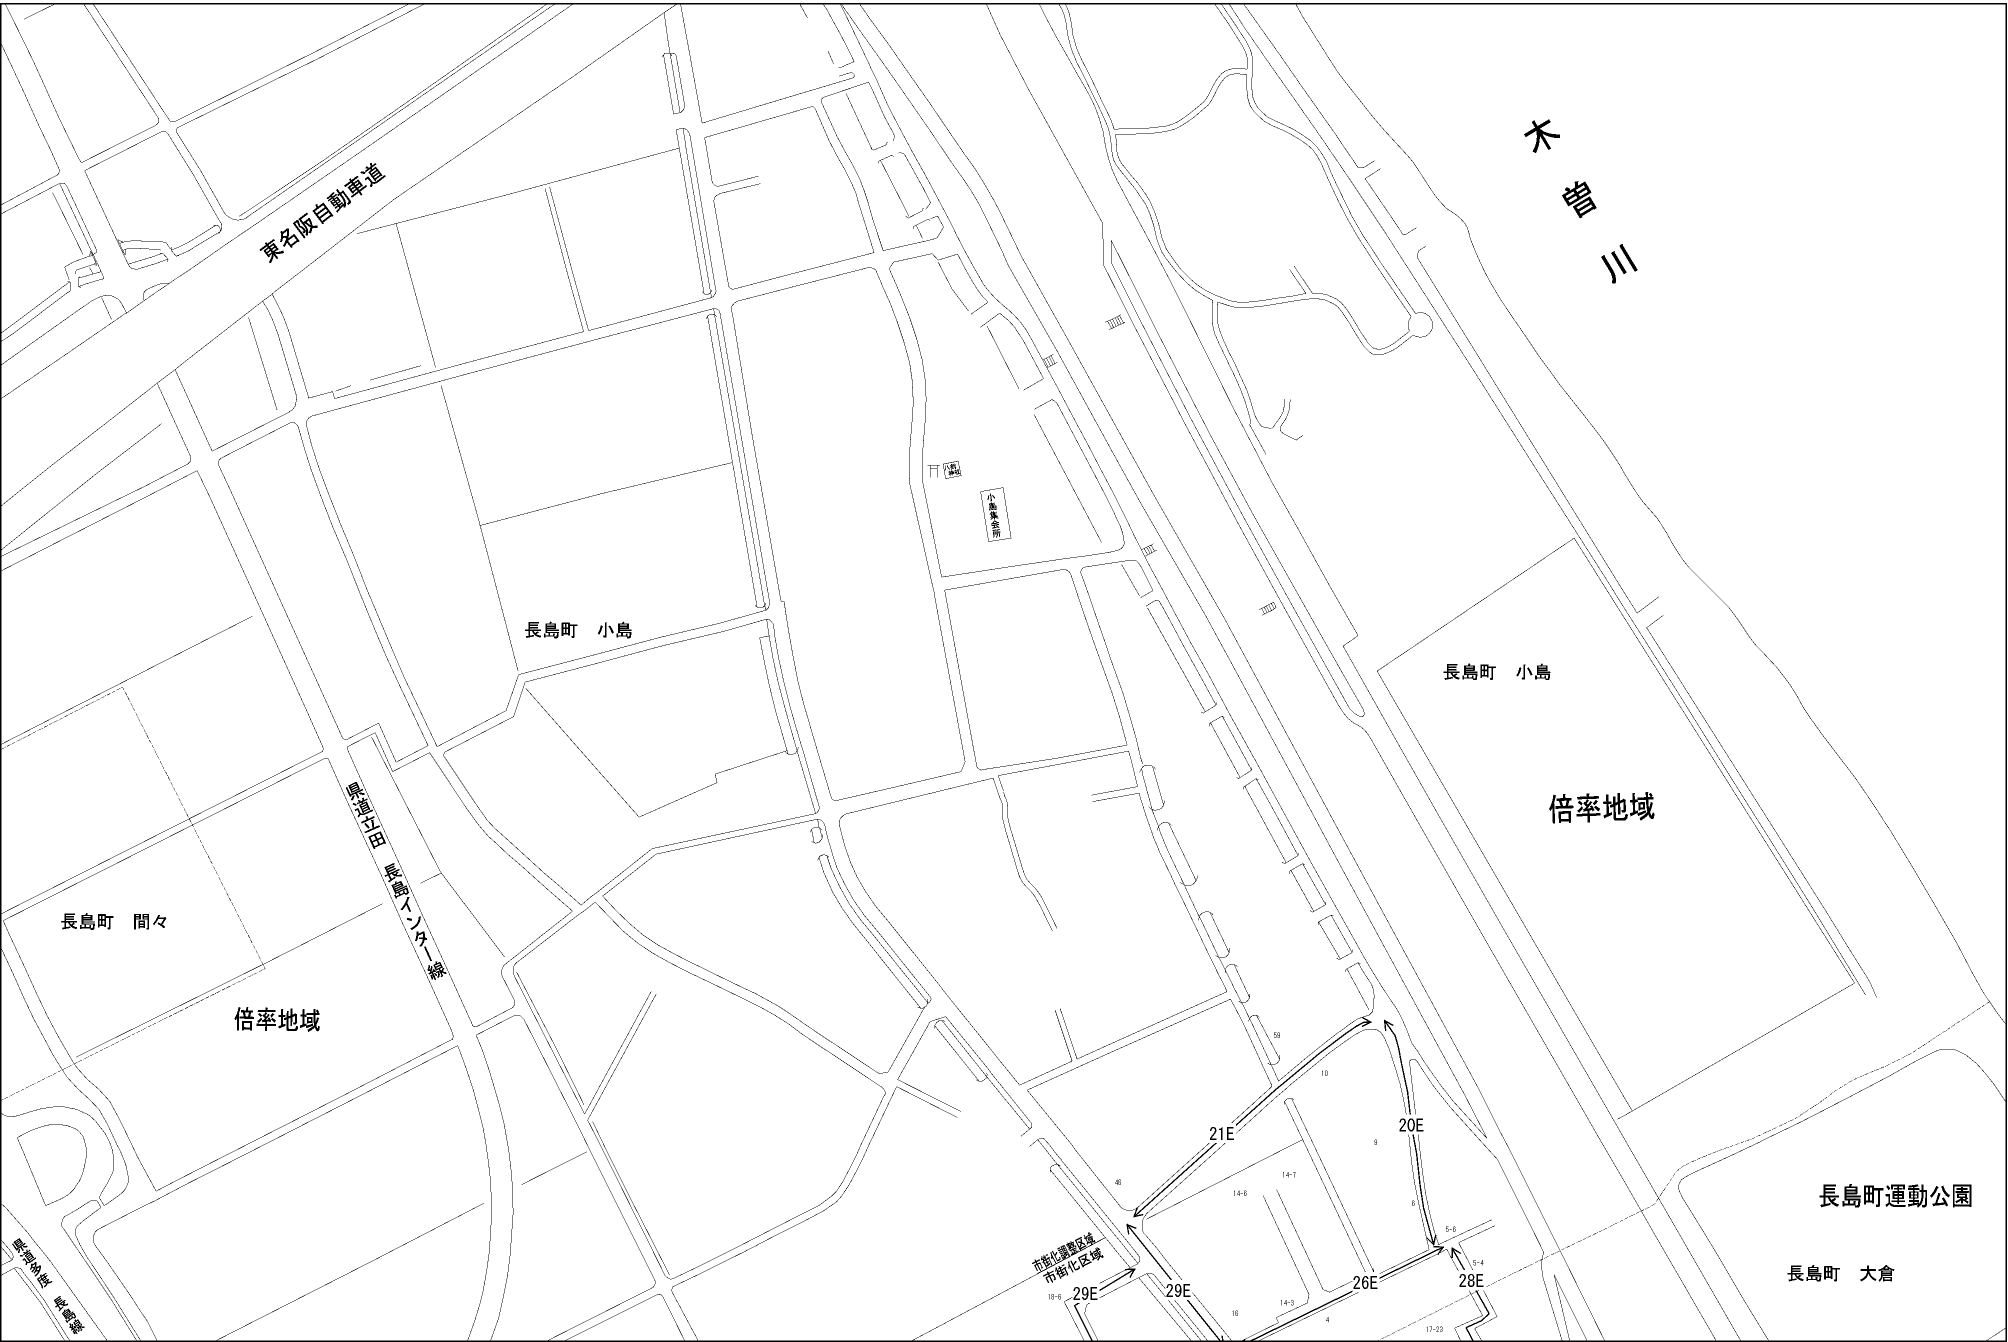 木曽川
東名阪自動車道
八剣
神社
小島集会所
長島町 小島
長島町 小島
倍率地域
県道立田 長島インター線
長島町 間々
倍率地域
59
10
21E
20E
9
46
14-7
14-6
6
5-6
長島町運動公園
市街化調整区域
市街化区域
5-4
長島町 大倉
県道多度 長島線
18-6
29E
29E
26E
28E
14-3
16
4
17-23